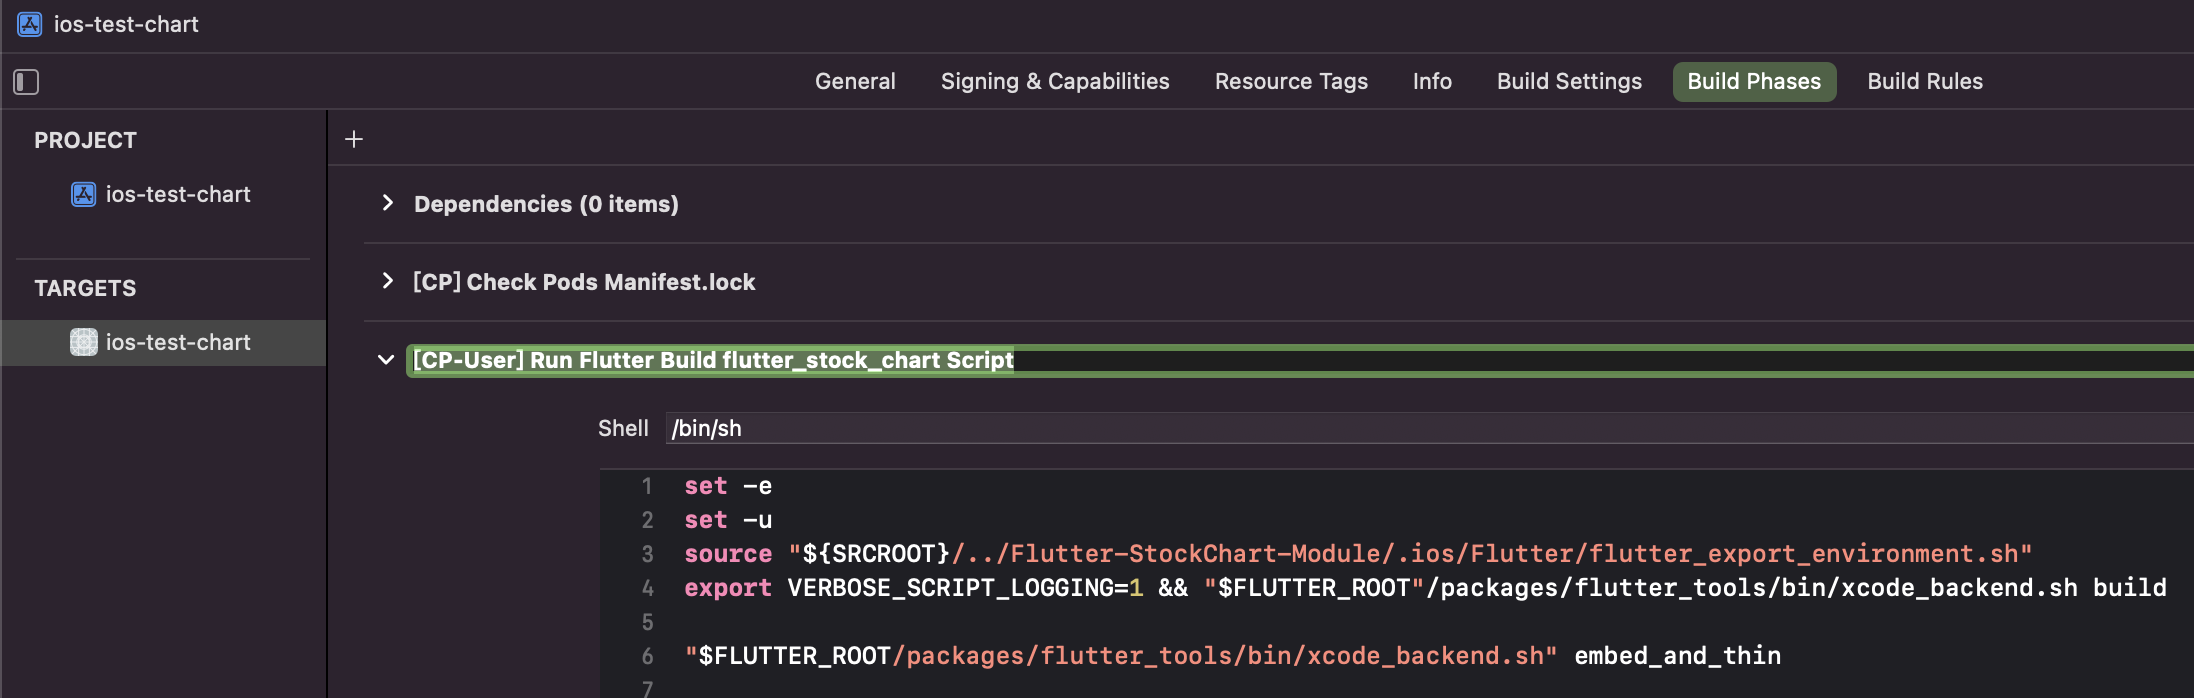 ios-test-chart
General Signing & Capabilities Resource Tags Info Build Settings Build Phases Build Rules
PROJECT
ios-test-chart
TARGETS
ios-test-chart
+
Dependencies (0 items)
[CP] Check Pods Manifest.lock
[CP-User] Run Flutter Build flutter_stock_chart Script
Shell /bin/sh
1 set -e
2 set -u
3 source "${SRCROOT}/../Flutter-StockChart-Module/.ios/Flutter/flutter_export_environment.sh"
4 export VERBOSE_SCRIPT_LOGGING=1 && "$FLUTTER_ROOT"/packages/flutter_tools/bin/xcode_backend.sh build
5
6 "$FLUTTER_ROOT/packages/flutter_tools/bin/xcode_backend.sh" embed_and_thin
7